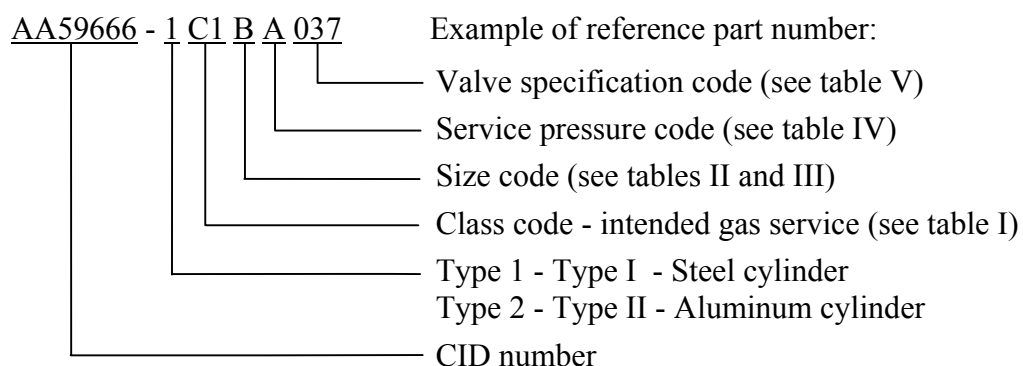 AA59666 - 1 C1 B A 037 Example of reference part number:
Valve specification code (see table V)
Service pressure code (see table IV)
Size code (see tables II and III)
Class code - intended gas service (see table I)
Type 1 - Type I - Steel cylinder
Type 2 - Type II - Aluminum cylinder
CID number